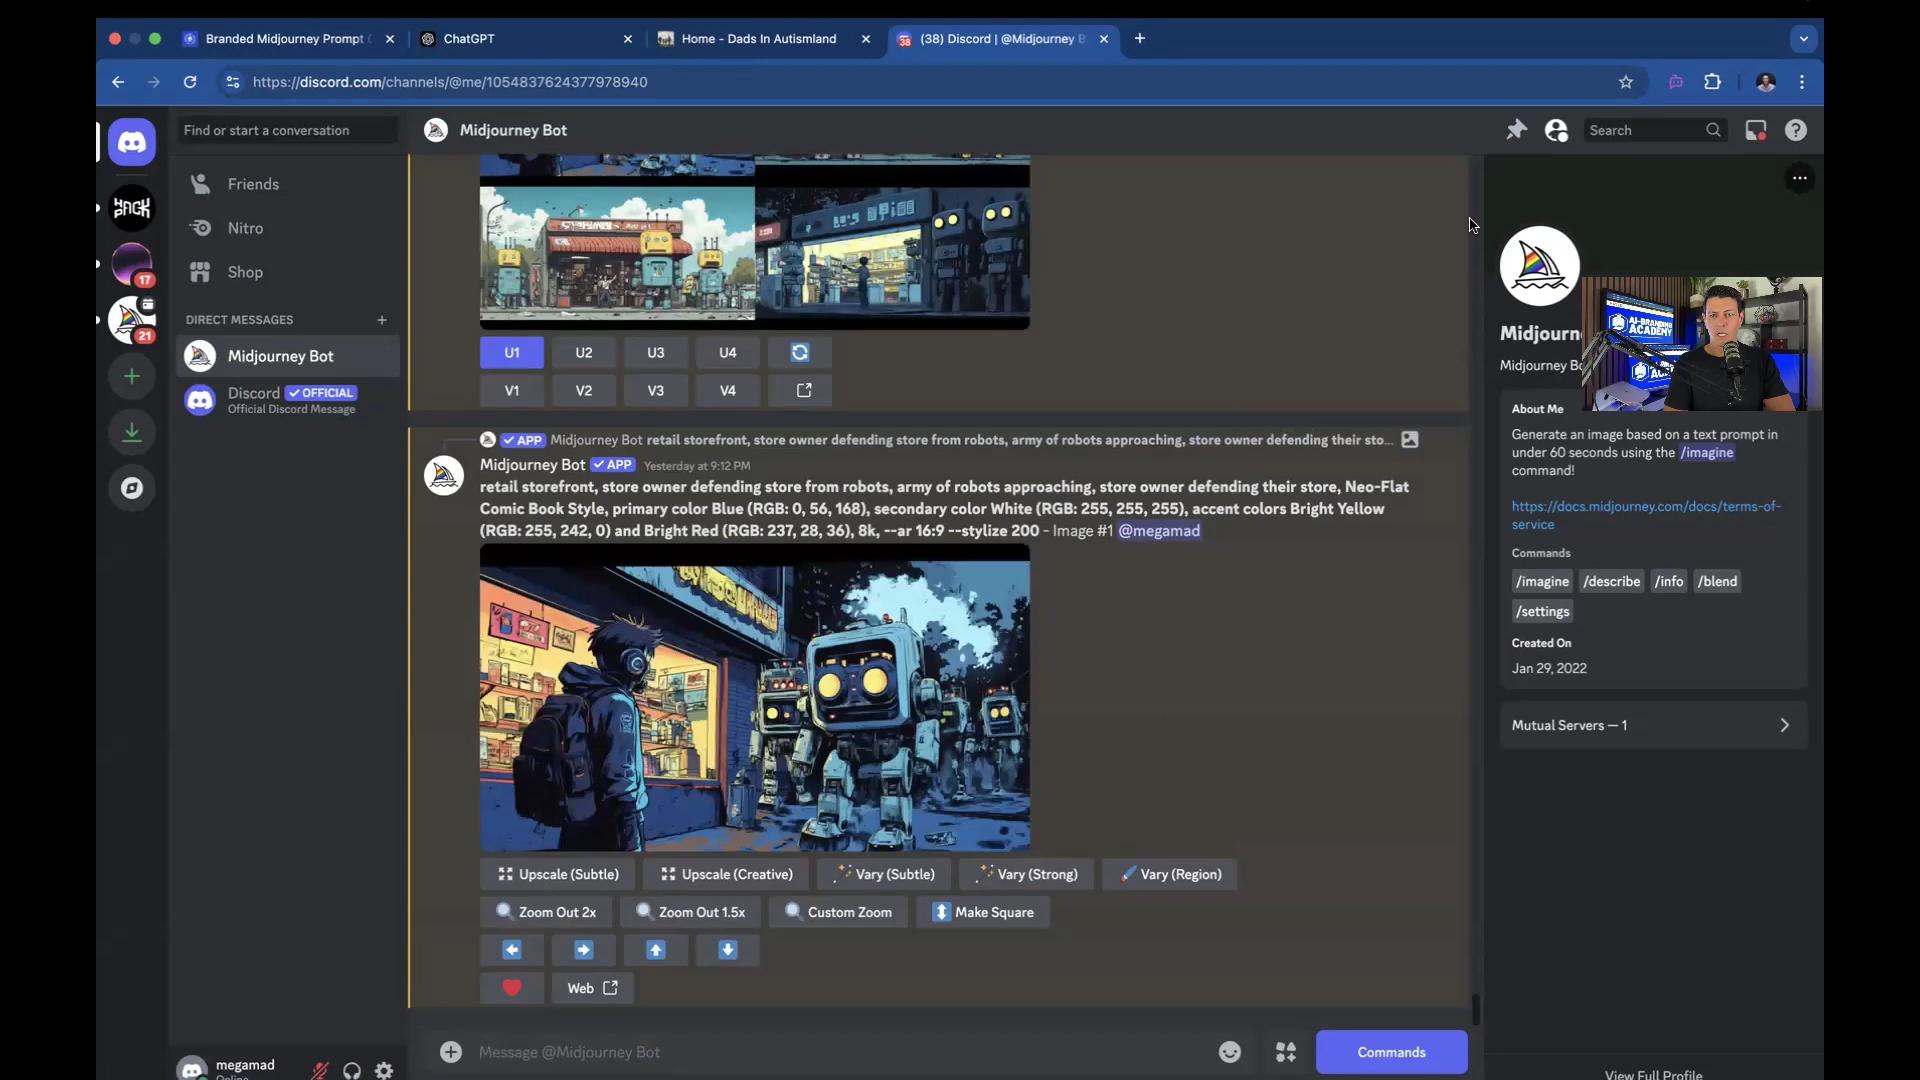 Branded Midjourney Prompt
ChatGPT
Home - Dads In Autismland
(38) Discord | @Midjourney B
https://discord.com/channels/@me/1054837624377978940
Find or start a conversation
Midjourney Bot
Search
Friends
Nitro
Shop
DIRECT MESSAGES
Midjourney Bot
Discord OFFICIAL
Official Discord Message
17
21
U1 U2 U3 U4
V1 V2 V3 V4
APP Midjourney Bot retail storefront, store owner defending store from robots, army of robots approaching, store owner defending their sto...
Midjourney Bot APP Yesterday at 9:12 PM
retail storefront, store owner defending store from robots, army of robots approaching, store owner defending their store, Neo-Flat
Comic Book Style, primary color Blue (RGB: 0, 56, 168), secondary color White (RGB: 255, 255, 255), accent colors Bright Yellow
(RGB: 255, 242, 0) and Bright Red (RGB: 237, 28, 36), 8k, --ar 16:9 --stylize 200 - Image #1 @megamad
Upscale (Subtle) Upscale (Creative) Vary (Subtle) Vary (Strong) Vary (Region)
Zoom Out 2x Zoom Out 1.5x Custom Zoom Make Square
Web
Message @Midjourney Bot
Commands
megamad
Online
Midjourn
Midjourney Bo
AI-BRANDING
ACADEMY
About Me
Generate an image based on a text prompt in
under 60 seconds using the /imagine
command!
https://docs.midjourney.com/docs/terms-of-
service
Commands
/imagine /describe /info /blend
/settings
Created On
Jan 29, 2022
Mutual Servers — 1
View Full Profile